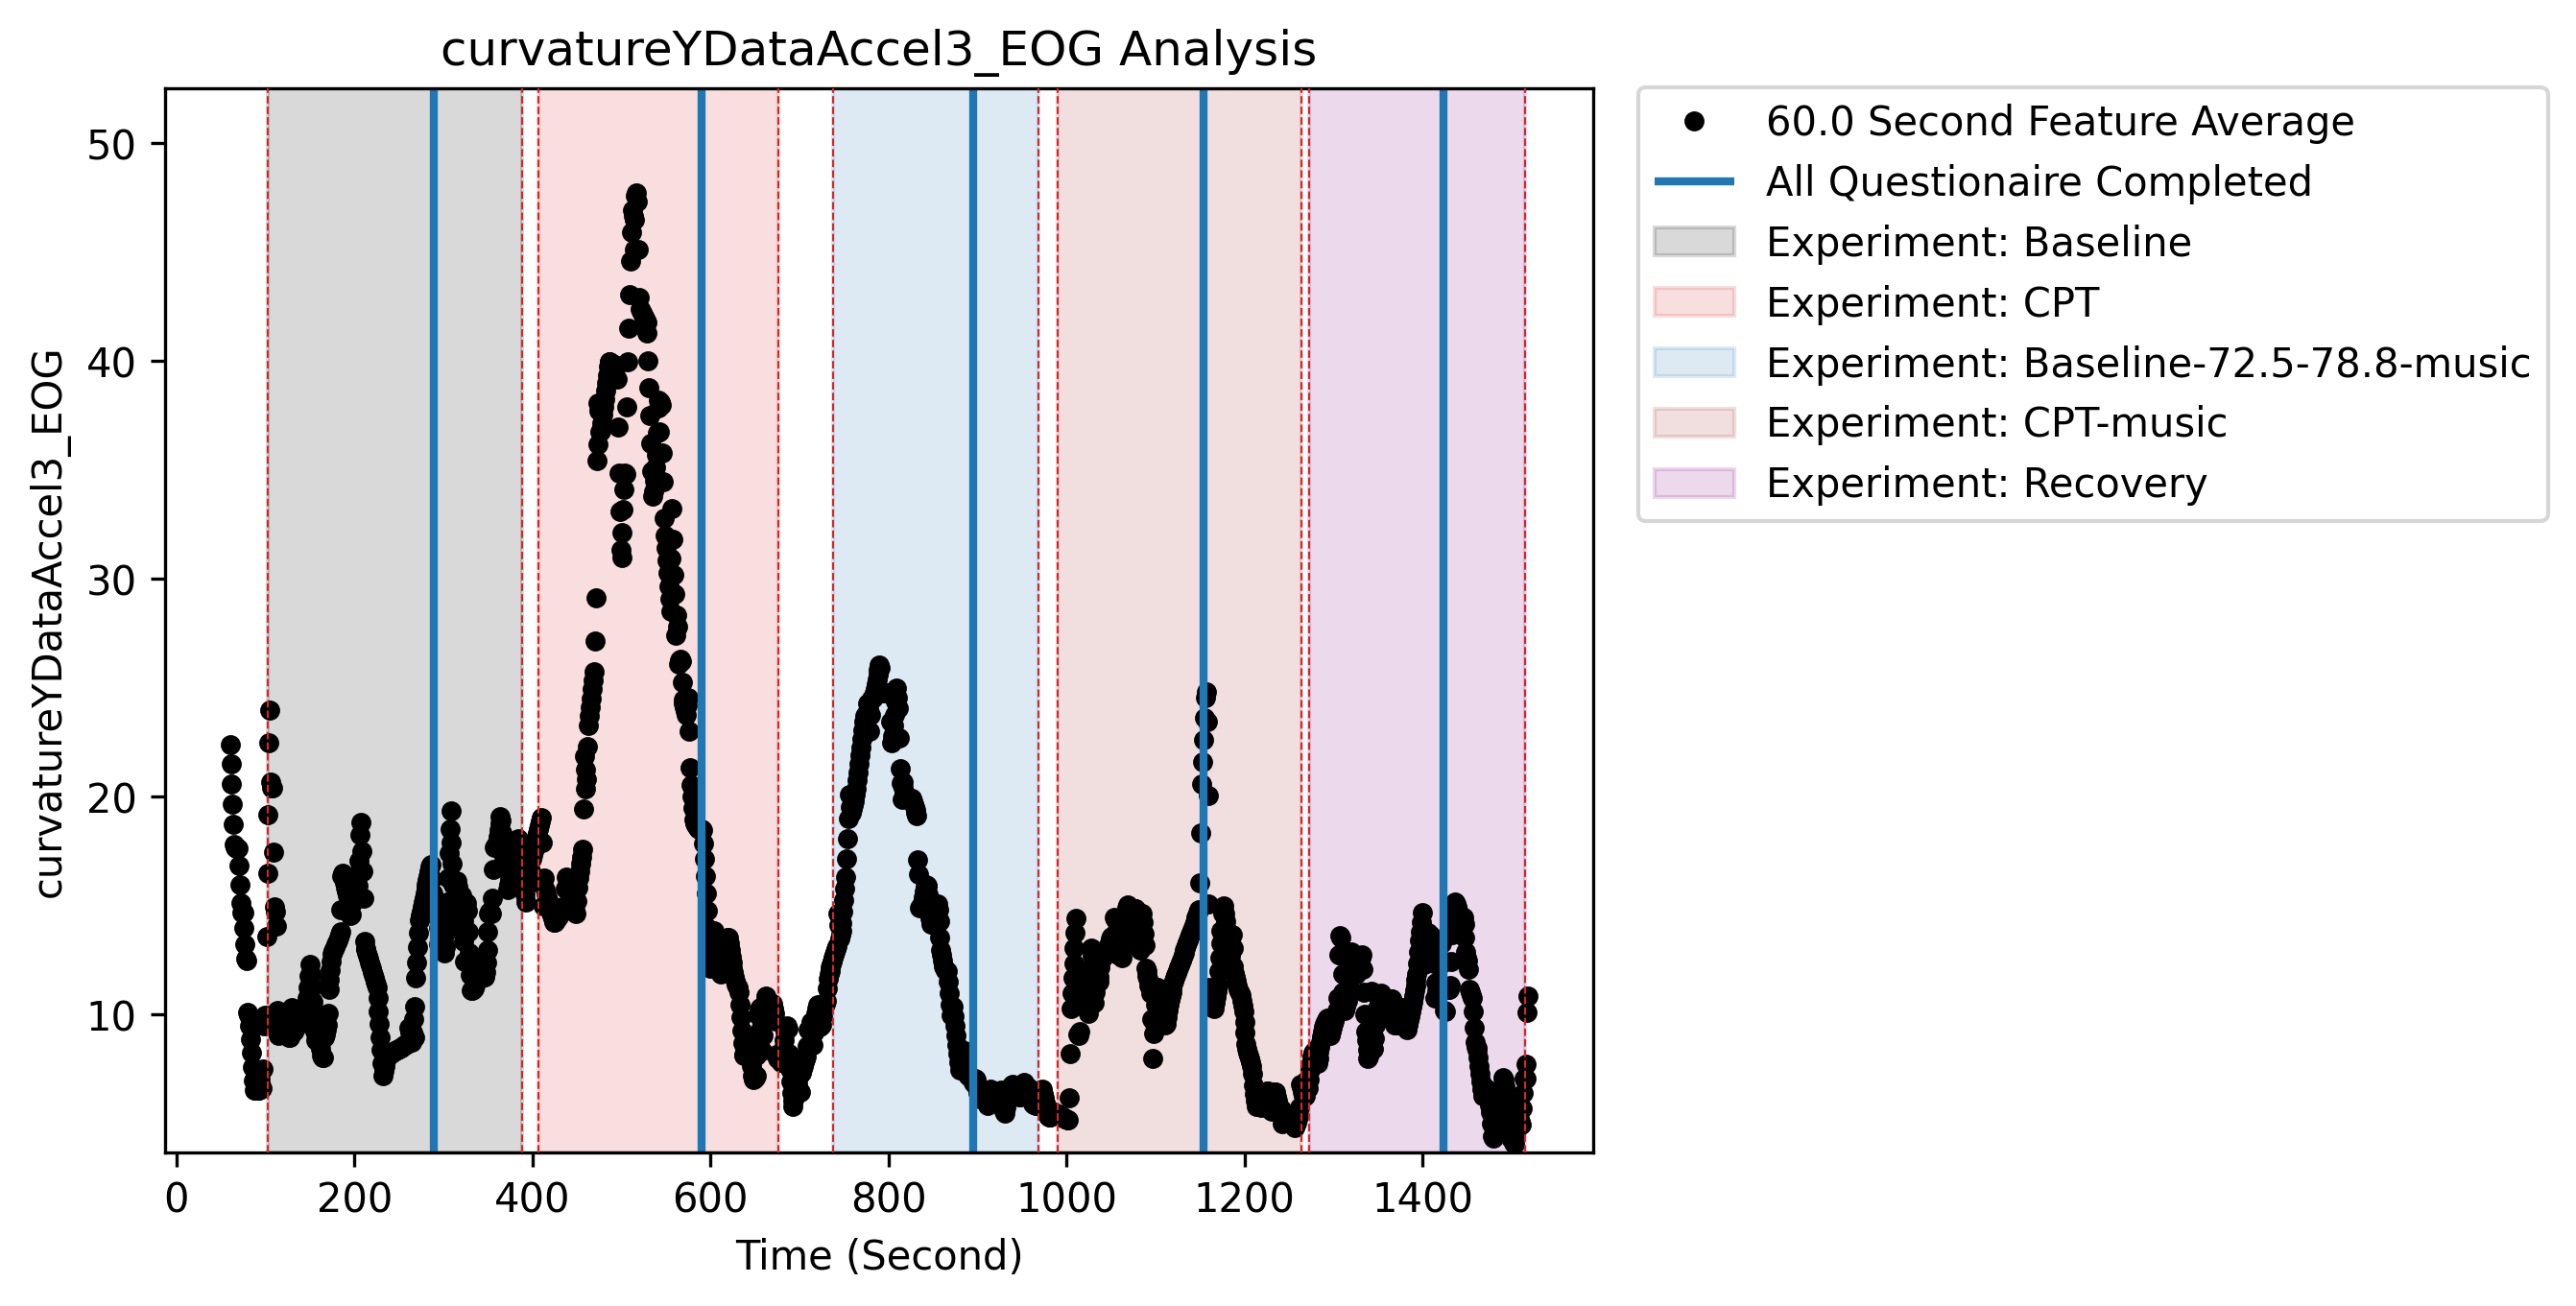 curvatureYDataAccel3_EOG Analysis
curvatureYDataAccel3_EOG
50
40
30
20
10
0
200
400
600
800
1000
1200
1400
Time (Second)
60.0 Second Feature Average
All Questionaire Completed
Experiment: Baseline
Experiment: CPT
Experiment: Baseline-72.5-78.8-music
Experiment: CPT-music
Experiment: Recovery